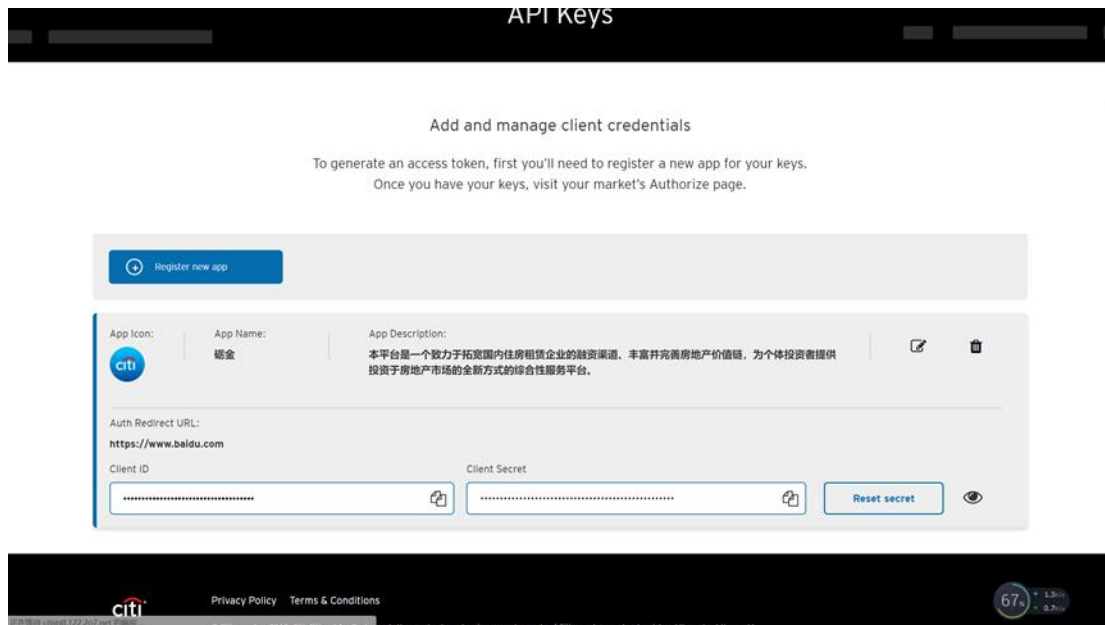 API Keys
Add and manage client credentials
To generate an access token, first you'll need to register a new app for your keys.
Once you have your keys, visit your market's Authorize page.
Register new app
App Icon:
App Name:
App Description:
citi
砺金
本平台是一个致力于拓宽国内住房租赁企业的融资渠道、丰富并完善房地产价值链，为个体投资者提供
投资于房地产市场的全新方式的综合性服务平台。
Auth Redirect URL:
https://www.baidu.com
Client ID
Client Secret
Reset secret
citi
Privacy Policy Terms & Conditions
67%